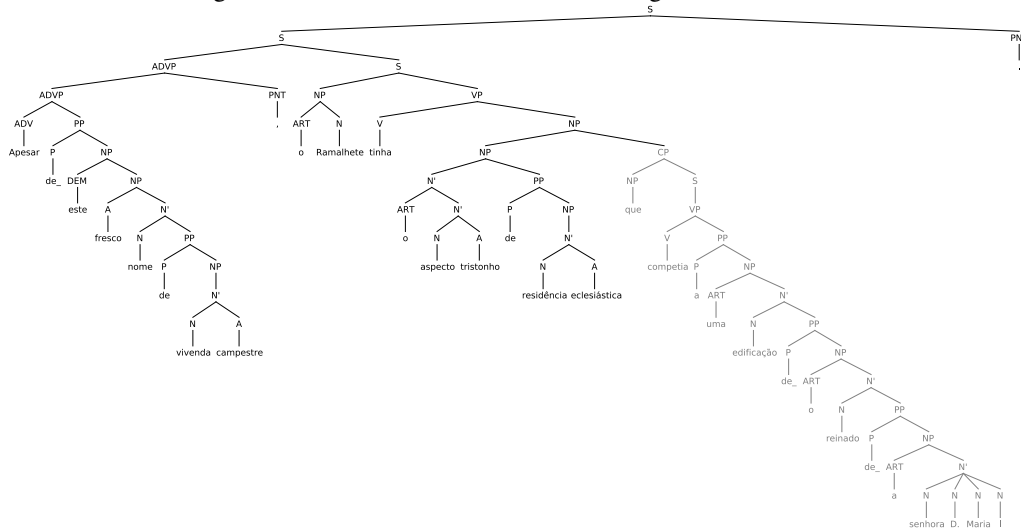 S
S PN
ADVP S .
ADVP PNT NP VP
ADV PP , ART N V NP
Apesar P NP o Ramalhete tinha NP CP
de_ DEM NP N' PP NP S
este A N' ART N' P NP que VP
fresco N PP o N A de N' V PP
nome P NP aspecto tristonho N A competia P NP
de N' residência eclesiástica a ART N'
N A uma N PP
vivenda campestre edificação P NP
de_ ART N'
o N PP
reinado P NP
de_ ART N'
a N N N N
senhora D. Maria I